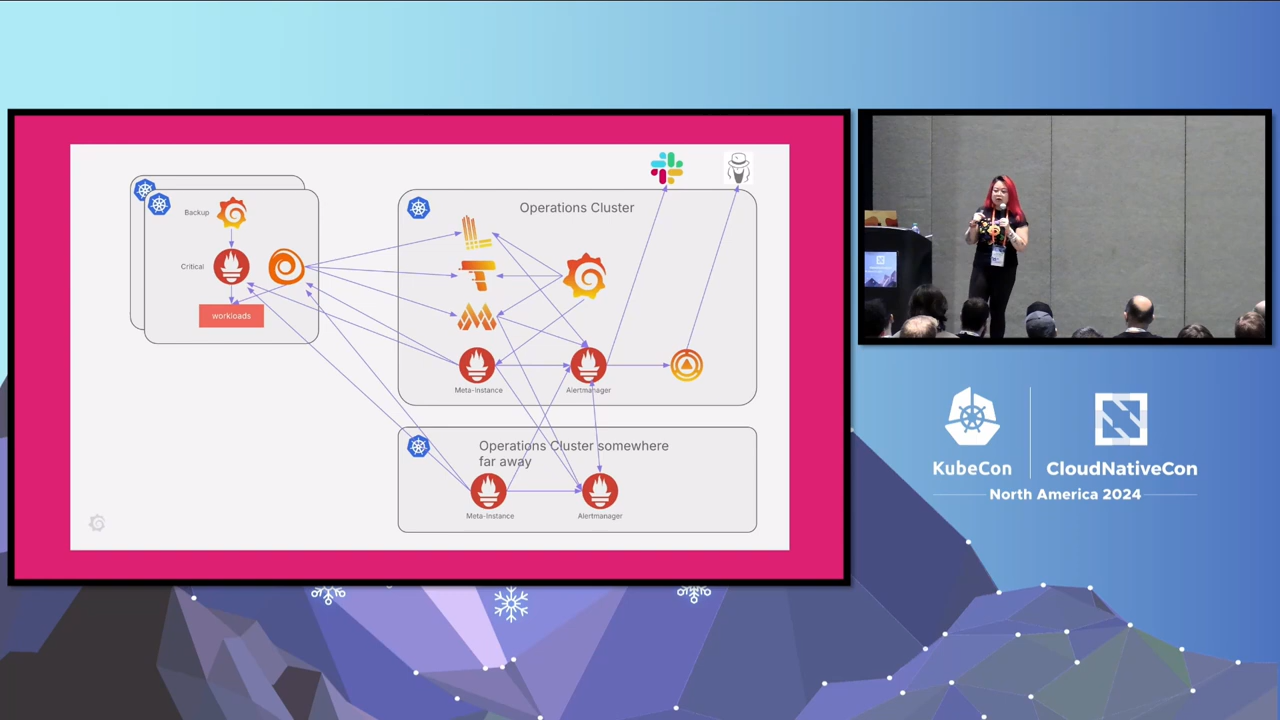 Backup
Critical
workloads
Operations Cluster
Meta-Instance
Alertmanager
Operations Cluster somewhere
far away
Meta-Instance
Alertmanager
KubeCon
CloudNativeCon
North America 2024